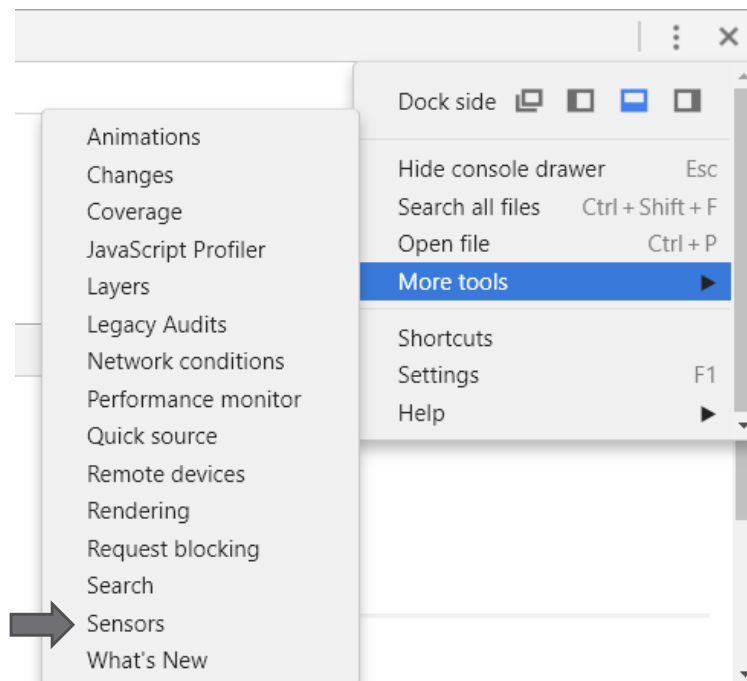 Dock side
Hide console drawer Esc
Search all files Ctrl + Shift + F
Open file Ctrl + P
More tools
Shortcuts
Settings F1
Help
Animations
Changes
Coverage
JavaScript Profiler
Layers
Legacy Audits
Network conditions
Performance monitor
Quick source
Remote devices
Rendering
Request blocking
Search
Sensors
What's New